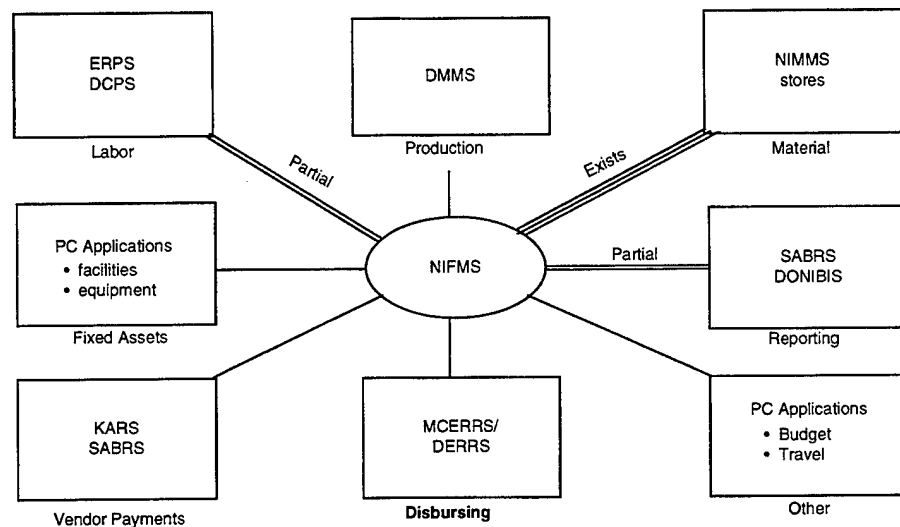 ERPS
DCPS
Labor
DMMS
Production
NIMMS
stores
Material
Partial
Exists
PC Applications
• facilities
• equipment
Fixed Assets
NIFMS
Partial
SABRS
DONIBIS
Reporting
KARS
SABRS
Vendor Payments
MCERRS/
DERRS
Disbursing
PC Applications
• Budget
• Travel
Other